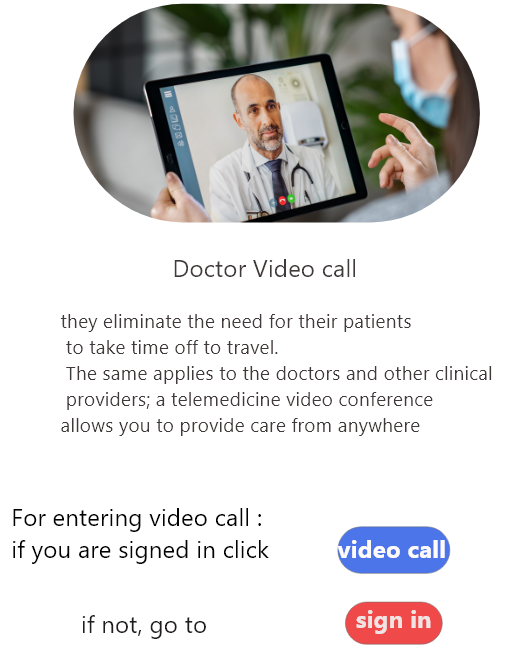 Doctor Video call
they eliminate the need for their patients
to take time off to travel.
The same applies to the doctors and other clinical
providers; a telemedicine video conference
allows you to provide care from anywhere
For entering video call :
if you are signed in click
video call
if not, go to
sign in